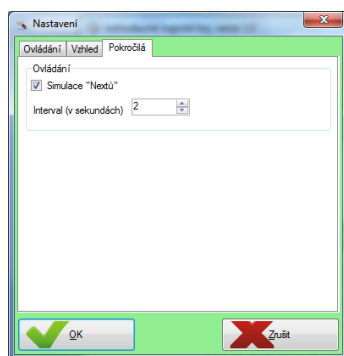 Nastavení
Ovládání Vzhled Pokročilá
Ovládání
Simulace "Nextů"
Interval (v sekundách) 2
OK Zrušit